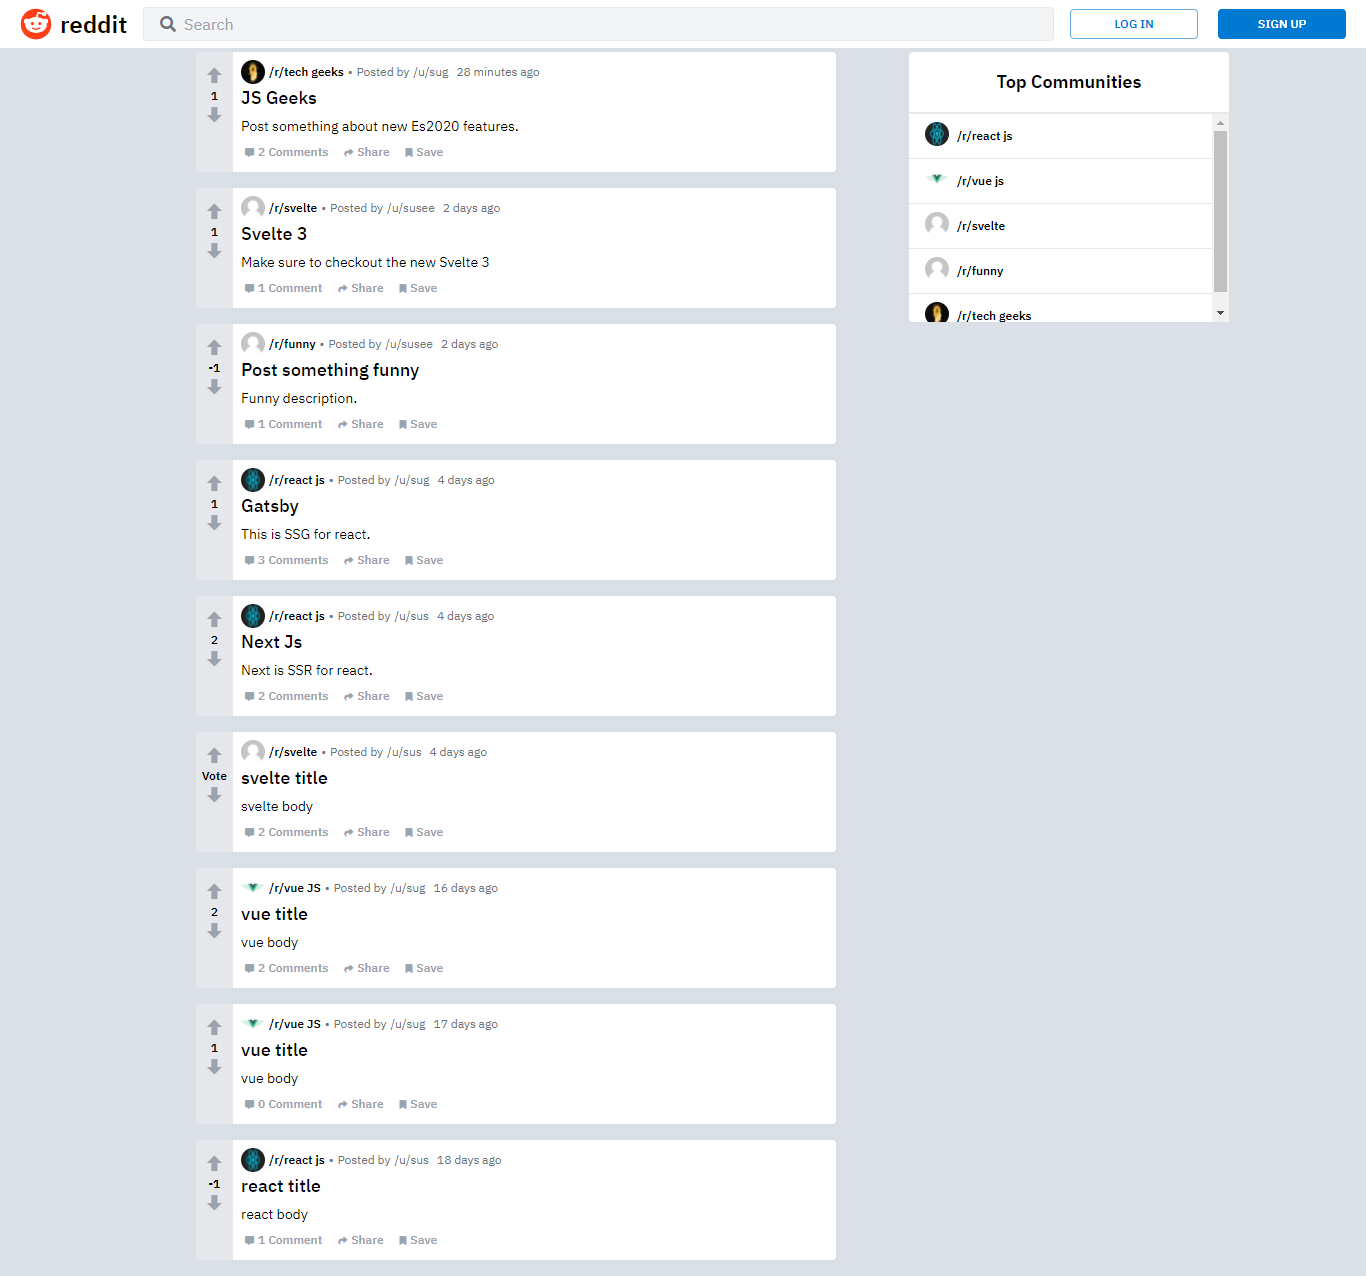 reddit Search LOG IN SIGN UP
/r/tech geeks • Posted by /u/sug 28 minutes ago
1
JS Geeks
Post something about new Es2020 features.
2 Comments Share Save
/r/svelte • Posted by /u/susee 2 days ago
1
Svelte 3
Make sure to checkout the new Svelte 3
1 Comment Share Save
/r/funny • Posted by /u/susee 2 days ago
-1
Post something funny
Funny description.
1 Comment Share Save
/r/react js • Posted by /u/sug 4 days ago
1
Gatsby
This is SSG for react.
3 Comments Share Save
/r/react js • Posted by /u/sus 4 days ago
2
Next Js
Next is SSR for react.
2 Comments Share Save
/r/svelte • Posted by /u/sus 4 days ago
Vote
svelte title
svelte body
2 Comments Share Save
/r/vue JS • Posted by /u/sug 16 days ago
2
vue title
vue body
2 Comments Share Save
/r/vue JS • Posted by /u/sug 17 days ago
1
vue title
vue body
0 Comment Share Save
/r/react js • Posted by /u/sus 18 days ago
-1
react title
react body
1 Comment Share Save
Top Communities
/r/react js
/r/vue js
/r/svelte
/r/funny
/r/tech geeks